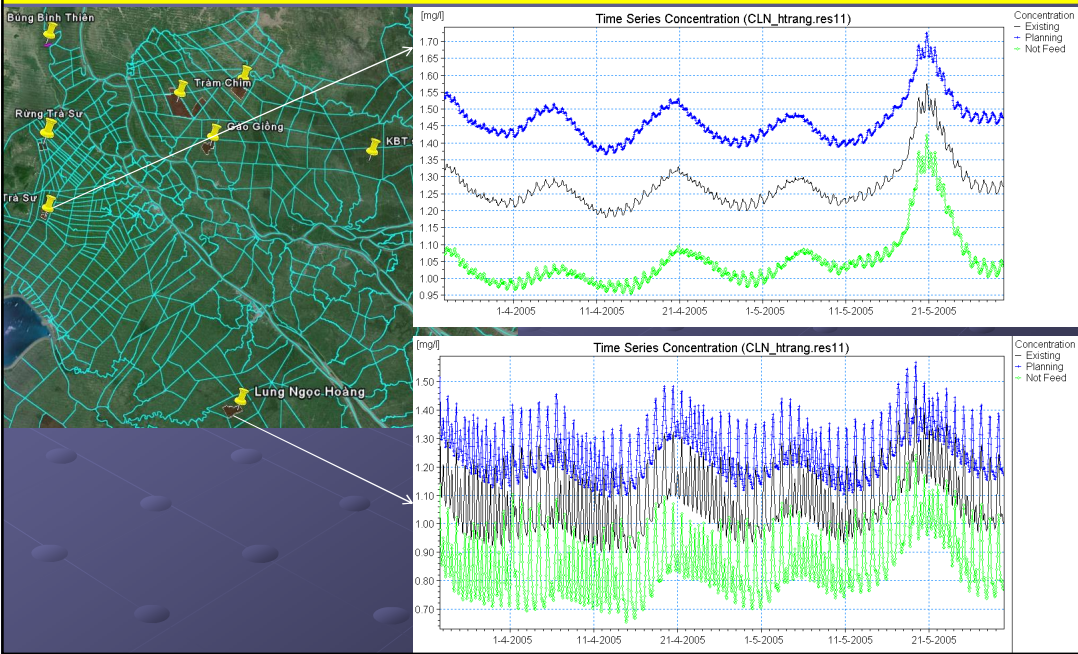 Bùng Bình Thiên
Tràm Chim
Rừng Trà Sư
Gáo Giồng
KBT
Trà Sư
Lung Ngọc Hoàng
[mg/l]
Time Series Concentration (CLN_htrang.res11)
Concentration
Existing
Planning
Not Feed
1.70
1.65
1.60
1.55
1.50
1.45
1.40
1.35
1.30
1.25
1.20
1.15
1.10
1.05
1.00
0.95
1-4-2005 11-4-2005 21-4-2005 1-5-2005 11-5-2005 21-5-2005
[mg/l]
Time Series Concentration (CLN_htrang.res11)
Concentration
Existing
Planning
Not Feed
1.50
1.40
1.30
1.20
1.10
1.00
0.90
0.80
0.70
1-4-2005 11-4-2005 21-4-2005 1-5-2005 11-5-2005 21-5-2005